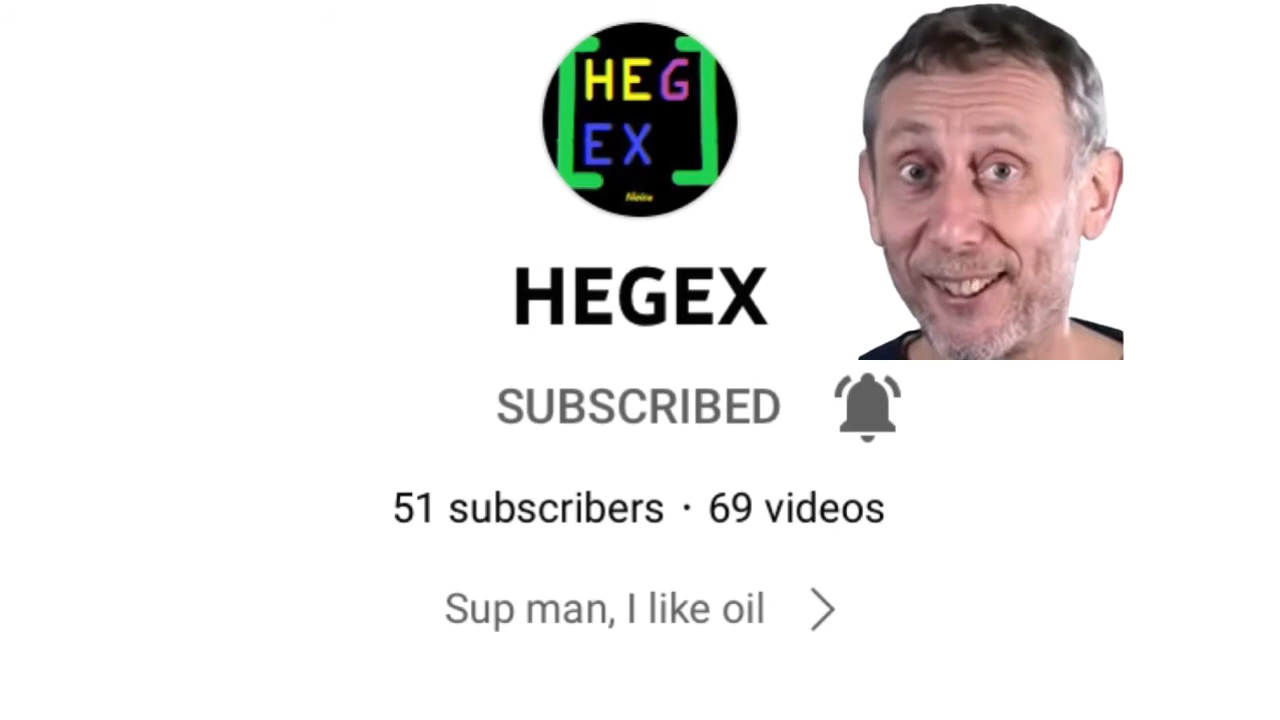 HEG
EX
HEGEX
SUBSCRIBED
51 subscribers · 69 videos
Sup man, I like oil